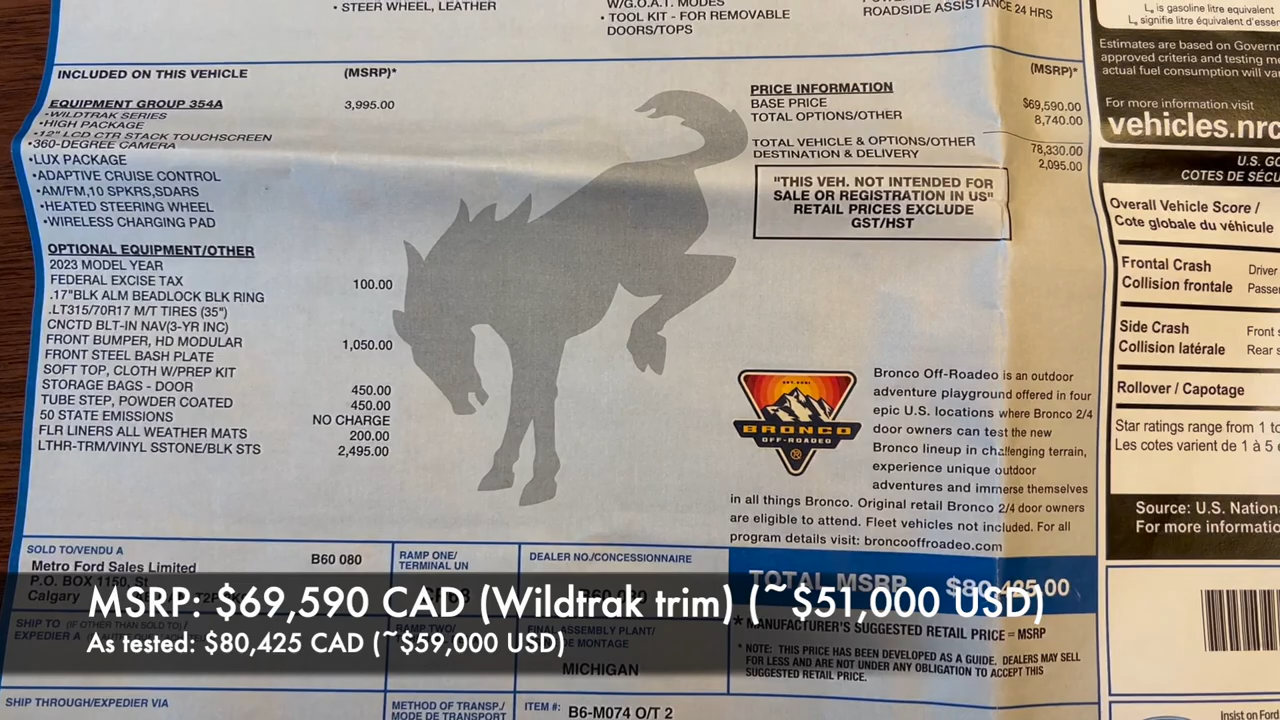 • STEER WHEEL, LEATHER
W/G.O.A.T. MODES
• TOOL KIT - FOR REMOVABLE
DOORS/TOPS
ROADSIDE ASSISTANCE 24 HRS
INCLUDED ON THIS VEHICLE (MSRP)*
EQUIPMENT GROUP 354A 3,995.00
•WILDTRAK SERIES
•HIGH PACKAGE
•12" LCD CTR STACK TOUCHSCREEN
•360-DEGREE CAMERA
•LUX PACKAGE
•ADAPTIVE CRUISE CONTROL
•AM/FM,10 SPKRS,SDARS
•HEATED STEERING WHEEL
•WIRELESS CHARGING PAD
OPTIONAL EQUIPMENT/OTHER
2023 MODEL YEAR
FEDERAL EXCISE TAX 100.00
.17"BLK ALM BEADLOCK BLK RING
.LT315/70R17 M/T TIRES (35")
CNCTD BLT-IN NAV(3-YR INC)
FRONT BUMPER, HD MODULAR 1,050.00
FRONT STEEL BASH PLATE
SOFT TOP, CLOTH W/PREP KIT
STORAGE BAGS - DOOR 450.00
TUBE STEP, POWDER COATED 450.00
50 STATE EMISSIONS NO CHARGE
FLR LINERS ALL WEATHER MATS 200.00
LTHR-TRM/VINYL SSTONE/BLK STS 2,495.00
(MSRP)*
PRICE INFORMATION
BASE PRICE $69,590.00
TOTAL OPTIONS/OTHER 8,740.00
TOTAL VEHICLE & OPTIONS/OTHER 78,330.00
DESTINATION & DELIVERY 2,095.00
"THIS VEH. NOT INTENDED FOR
SALE OR REGISTRATION IN US"
RETAIL PRICES EXCLUDE
GST/HST
BRONCO
OFF-ROADEO
®
Bronco Off-Roadeo is an outdoor
adventure playground offered in four
epic U.S. locations where Bronco 2/4
door owners can test the new
Bronco lineup in challenging terrain,
experience unique outdoor
adventures and immerse themselves
in all things Bronco. Original retail Bronco 2/4 door owners
are eligible to attend. Fleet vehicles not included. For all
program details visit: broncooffroadeo.com
TOTAL MSRP $80,425.00
* MANUFACTURER'S SUGGESTED RETAIL PRICE = MSRP
* NOTE: THIS PRICE HAS BEEN DEVELOPED AS A GUIDE. DEALERS MAY SELL
FOR LESS AND ARE NOT UNDER ANY OBLIGATION TO ACCEPT THIS
SUGGESTED RETAIL PRICE.
SOLD TO/VENDU A B60 080
Metro Ford Sales Limited
P.O. BOX 1150, St
Calgary
RAMP ONE/
TERMINAL UN
DEALER NO./CONCESSIONNAIRE
SHIP TO (IF OTHER THAN SOLD TO) /
EXPEDIER A
RAMP TWO/
FINAL ASSEMBLY PLANT/
DE MONTAGE
MICHIGAN
SHIP THROUGH/EXPEDIER VIA
METHOD OF TRANSP./
MODE DE TRANSPORT
ITEM #: B6-M074 O/T 2
MSRP: $69,590 CAD (Wildtrak trim) (~$51,000 USD)
As tested: $80,425 CAD (~$59,000 USD)
Lₑ is gasoline litre equivalent
Lₑ signifie litre équivalent
Estimates are based on
approved criteria and testing
actual fuel consumption will
For more information visit
vehicles.nrc
U.S.
COTES DE
Overall Vehicle Score /
Cote globale du véhicule
Frontal Crash Driver
Collision frontale
Side Crash Front
Collision latérale Rear
Rollover / Capotage
Star ratings range from 1
Les cotes varient de 1 à 5
Source: U.S.
For more
Insist on Ford